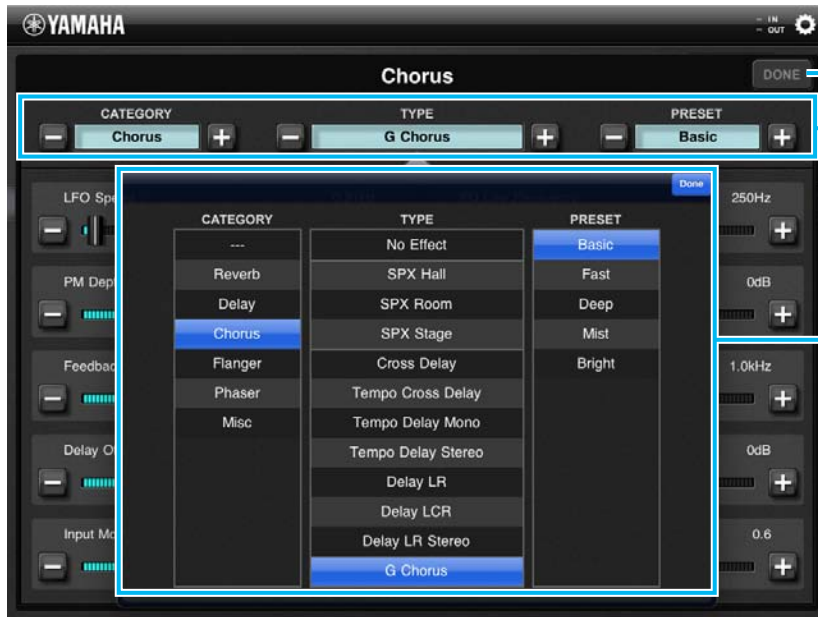 YAMAHA
IN
OUT
Chorus
DONE
CATEGORY TYPE PRESET
Chorus G Chorus Basic
Done
LFO Spe 250Hz
CATEGORY TYPE PRESET
--- No Effect Basic
Reverb SPX Hall Fast
PM Dep 0dB
Delay SPX Room Deep
Chorus SPX Stage Mist
Feedbac 1.0kHz
Flanger Cross Delay Bright
Phaser Tempo Cross Delay
Misc Tempo Delay Mono
Delay O 0dB
Tempo Delay Stereo
Delay LR
Delay LCR
Input Mo 0.6
Delay LR Stereo
G Chorus